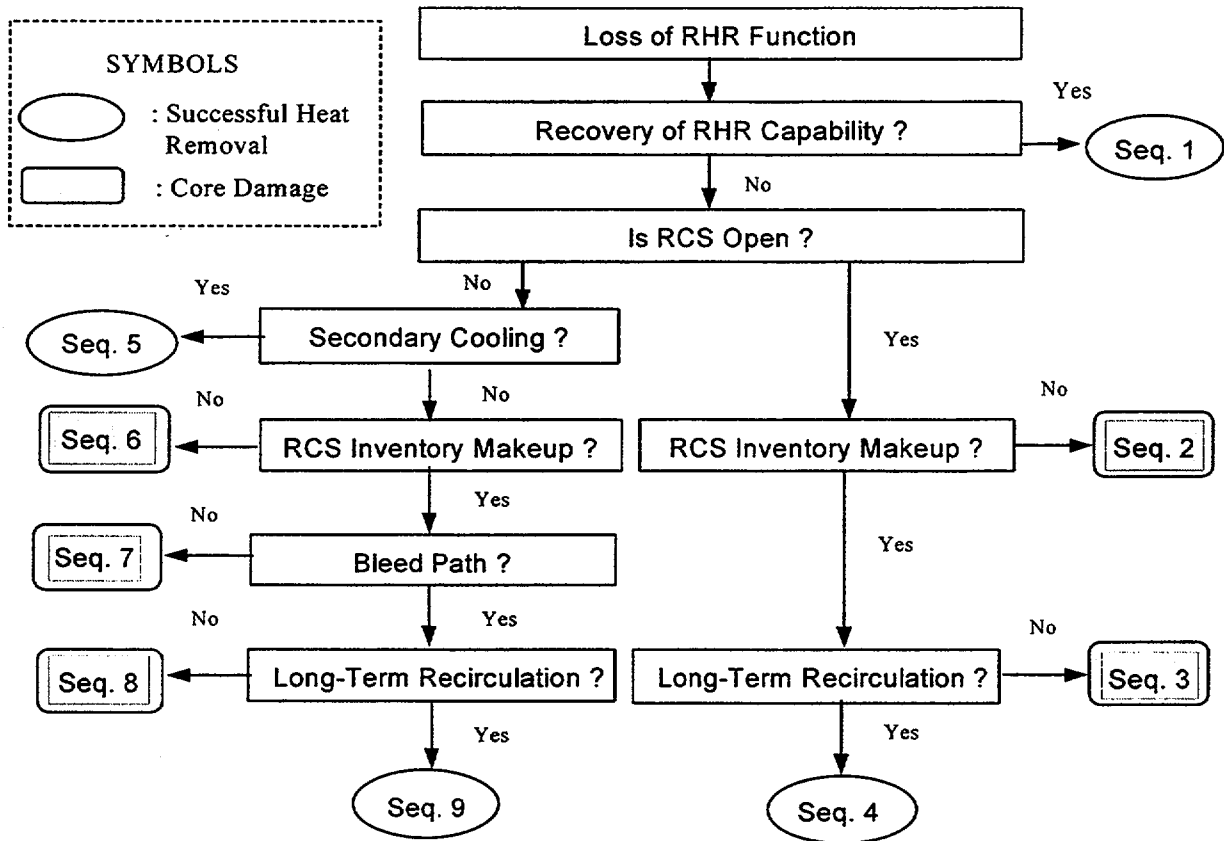 SYMBOLS
: Successful Heat
Removal
: Core Damage
Loss of RHR Function
Recovery of RHR Capability ?
Yes
Seq. 1
No
Is RCS Open ?
No
Yes
Secondary Cooling ?
Yes
Seq. 5
No
RCS Inventory Makeup ?
No
Seq. 6
Yes
Bleed Path ?
No
Seq. 7
Yes
Long-Term Recirculation ?
No
Seq. 8
Yes
Seq. 9
RCS Inventory Makeup ?
No
Seq. 2
Yes
Long-Term Recirculation ?
No
Seq. 3
Yes
Seq. 4